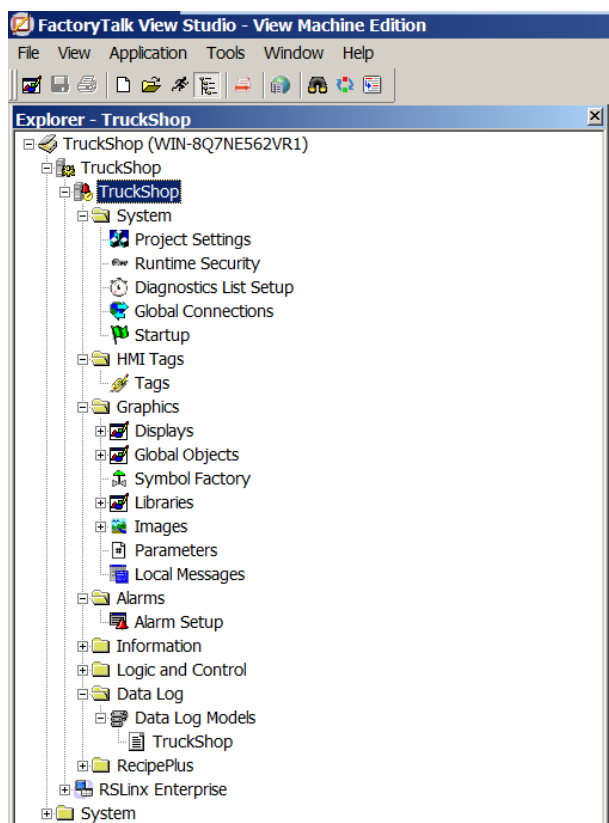 FactoryTalk View Studio - View Machine Edition
File View Application Tools Window Help
Explorer - TruckShop
TruckShop (WIN-8Q7NE562VR1)
TruckShop
TruckShop
System
Project Settings
Runtime Security
Diagnostics List Setup
Global Connections
Startup
HMI Tags
Tags
Graphics
Displays
Global Objects
Symbol Factory
Libraries
Images
Parameters
Local Messages
Alarms
Alarm Setup
Information
Logic and Control
Data Log
Data Log Models
TruckShop
RecipePlus
RSLinx Enterprise
System